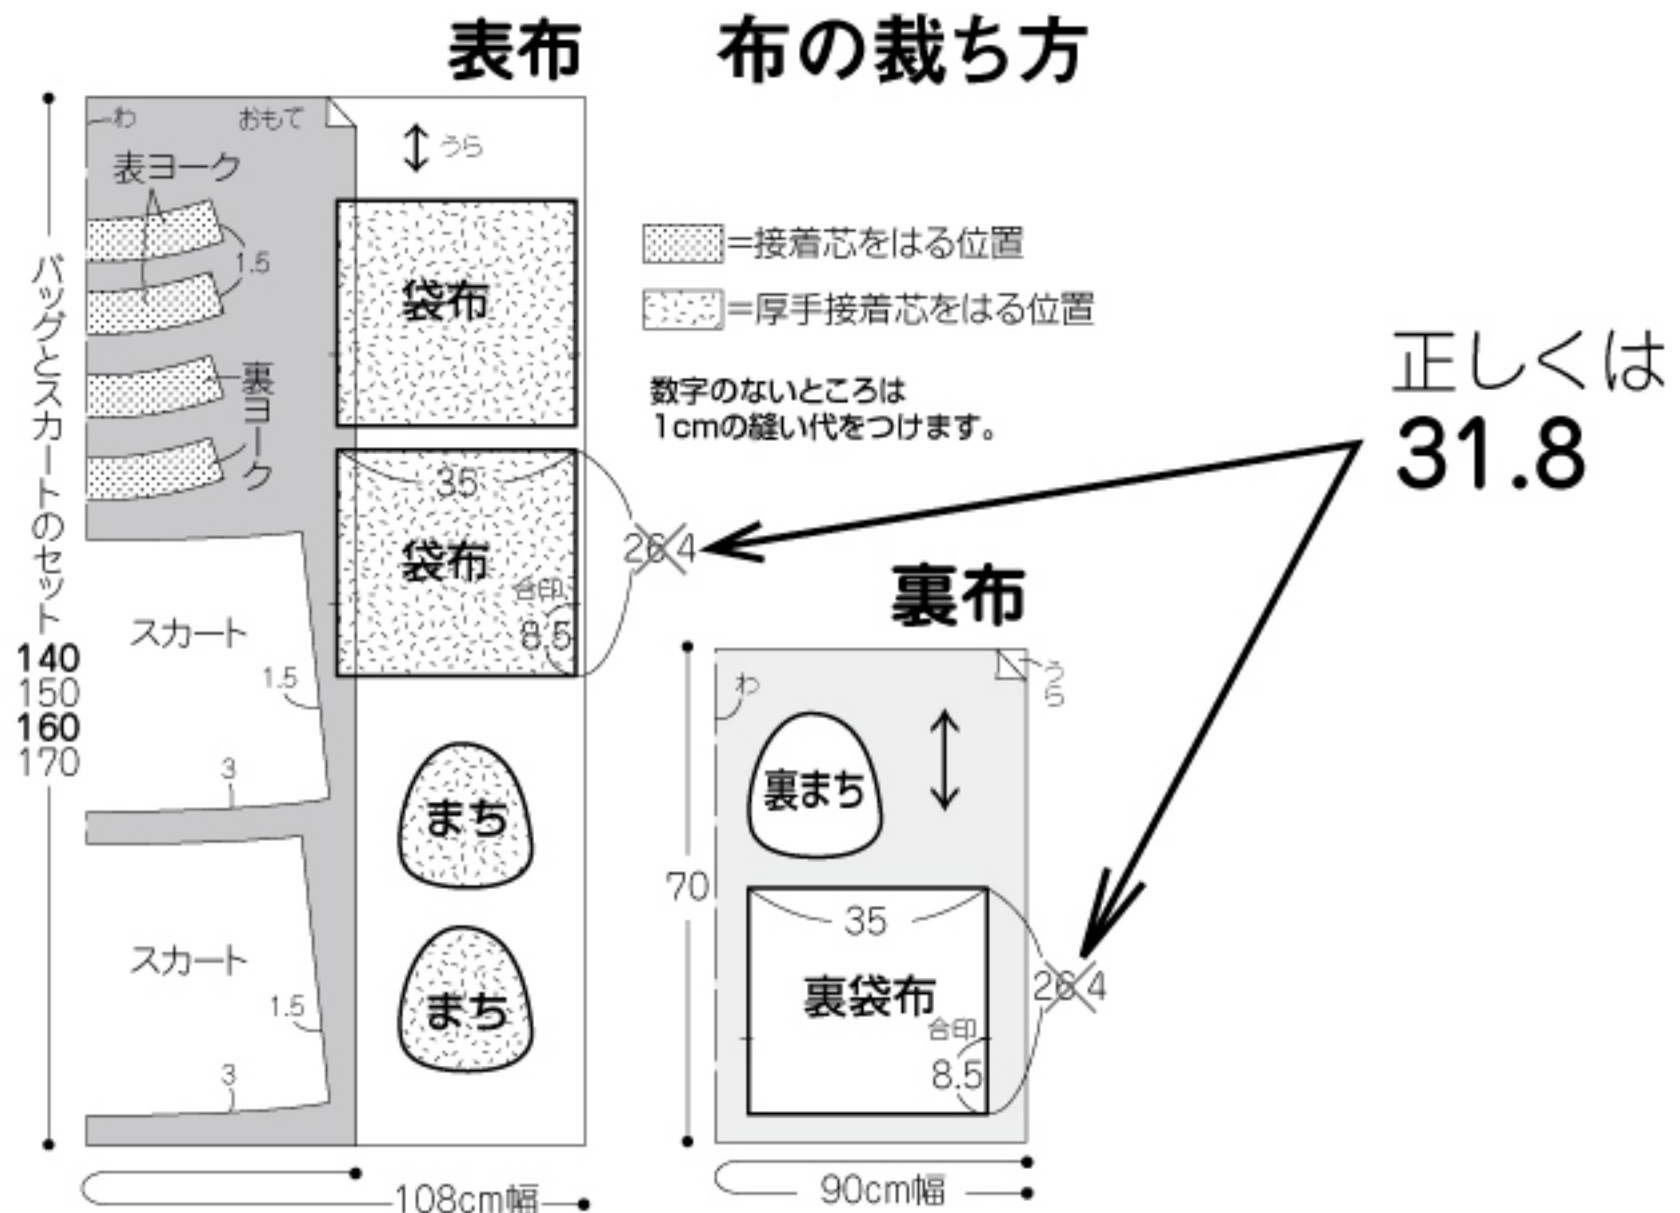 表布 布の裁ち方
わ
おもて
うら
表ヨーク
1.5
裏ヨーク
バッグとスカートのセット
140
150
160
170
袋布
=接着芯をはる位置
=厚手接着芯をはる位置
数字のないところは
1cmの縫い代をつけます。
正しくは
31.8
35
袋布
合印
8.5
26.4
スカート
1.5
3
まち
スカート
1.5
3
まち
108cm幅
裏布
わ
うら
裏まち
70
35
裏袋布
合印
8.5
26.4
90cm幅